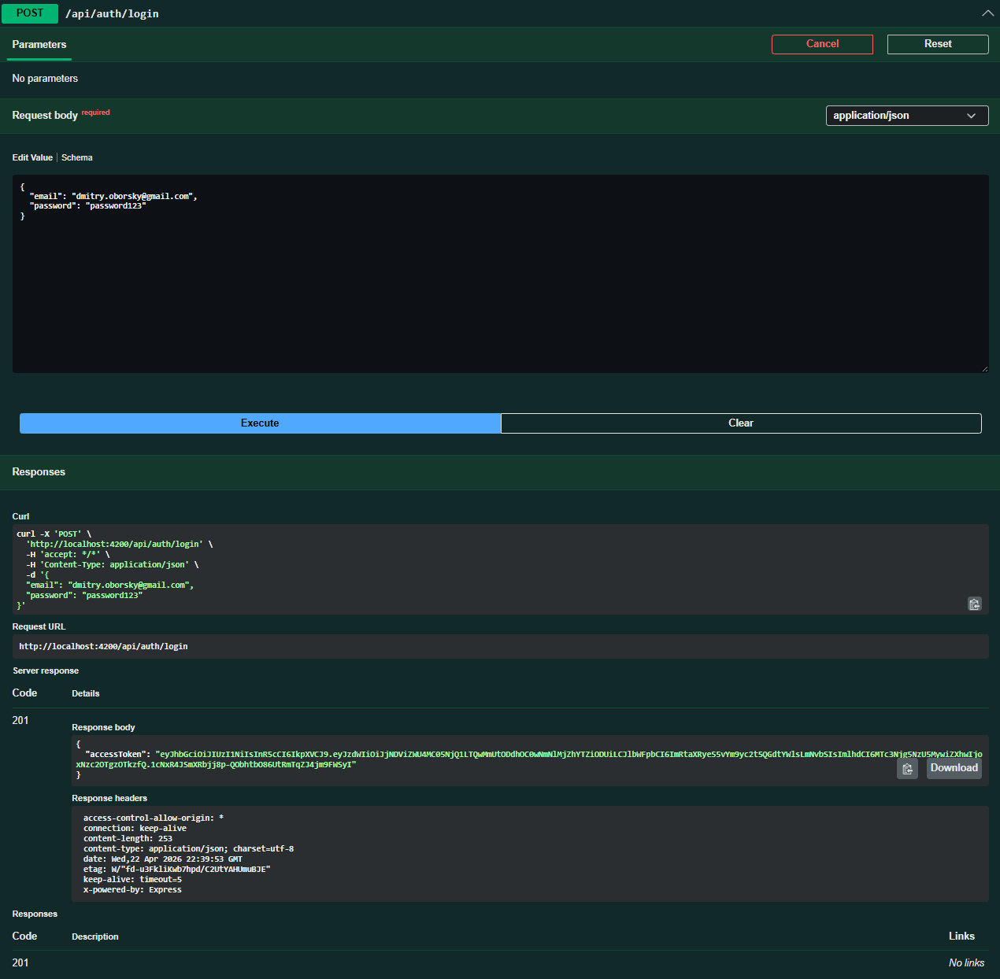 POST /api/auth/login
Parameters
Cancel
Reset
No parameters
Request body required
application/json
Edit Value | Schema
{
  "email": "dmitry.oborsky@gmail.com",
  "password": "password123"
}
Execute
Clear
Responses
Curl
curl -X 'POST' \
  'http://localhost:4200/api/auth/login' \
  -H 'accept: */*' \
  -H 'Content-Type: application/json' \
  -d '{
  "email": "dmitry.oborsky@gmail.com",
  "password": "password123"
}'
Request URL
http://localhost:4200/api/auth/login
Server response
Code Details
201
Response body
{
  "accessToken":
}
Download
Response headers
access-control-allow-origin: *
connection: keep-alive
content-length: 253
content-type: application/json; charset=utf-8
date: Wed,22 Apr 2026 22:39:53 GMT
etag: W/"fd-u3FkliKwb7hpd/C2UtYAHUmuBJE"
keep-alive: timeout=5
x-powered-by: Express
Responses
Code Description Links
201 No links